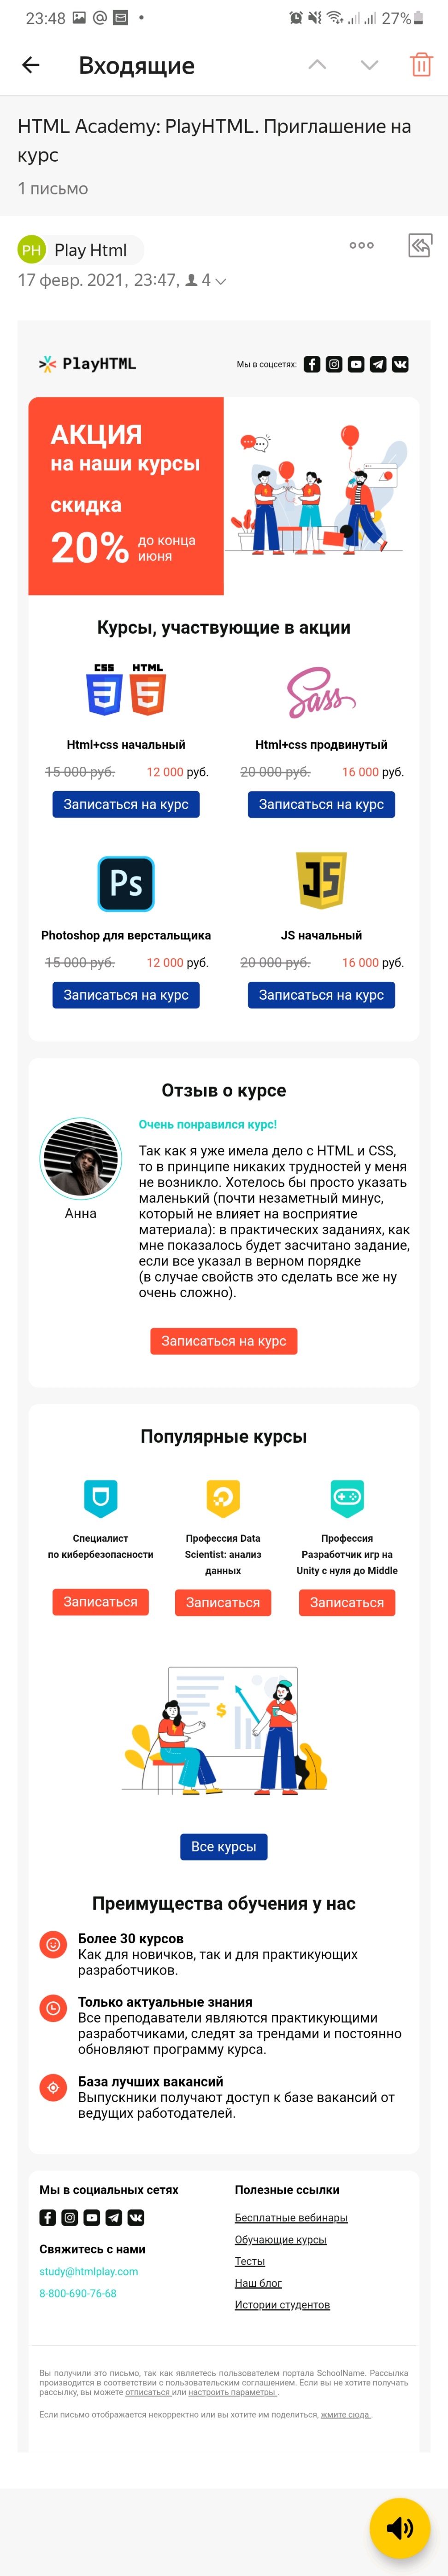 23:48
27%
Входящие
HTML Academy: PlayHTML. Приглашение на
курс
1 письмо
PH Play Html
17 февр. 2021, 23:47, 4
PlayHTML
Мы в соцсетях:
АКЦИЯ
на наши курсы
скидка
20% до конца
июня
Курсы, участвующие в акции
CSS HTML
3 5
Sass
Html+css начальный
Html+css продвинутый
15 000 руб. 12 000 руб.
20 000 руб. 16 000 руб.
Записаться на курс
Записаться на курс
Ps
JS
Photoshop для верстальщика
JS начальный
15 000 руб. 12 000 руб.
20 000 руб. 16 000 руб.
Записаться на курс
Записаться на курс
Отзыв о курсе
Анна
Очень понравился курс!
Так как я уже имела дело с HTML и CSS,
то в принципе никаких трудностей у меня
не возникло. Хотелось бы просто указать
маленький (почти незаметный минус,
который не влияет на восприятие
материала): в практических заданиях, как
мне показалось будет засчитано задание,
если все указал в верном порядке
(в случае свойств это сделать все же ну
очень сложно).
Записаться на курс
Популярные курсы
Специалист
по кибербезопасности
Профессия Data
Scientist: анализ
данных
Профессия
Разработчик игр на
Unity с нуля до Middle
Записаться
Записаться
Записаться
$
Все курсы
Преимущества обучения у нас
Более 30 курсов
Как для новичков, так и для практикующих
разработчиков.
Только актуальные знания
Все преподаватели являются практикующими
разработчиками, следят за трендами и постоянно
обновляют программу курса.
База лучших вакансий
Выпускники получают доступ к базе вакансий от
ведущих работодателей.
Мы в социальных сетях
Свяжитесь с нами
study@htmlplay.com
8-800-690-76-68
Полезные ссылки
Бесплатные вебинары
Обучающие курсы
Тесты
Наш блог
Истории студентов
Вы получили это письмо, так как являетесь пользователем портала SchoolName. Рассылка
производится в соответствии с пользовательским соглашением. Если вы не хотите получать
рассылку, вы можете отписаться или настроить параметры.
Если письмо отображается некорректно или вы хотите им поделиться, жмите сюда.